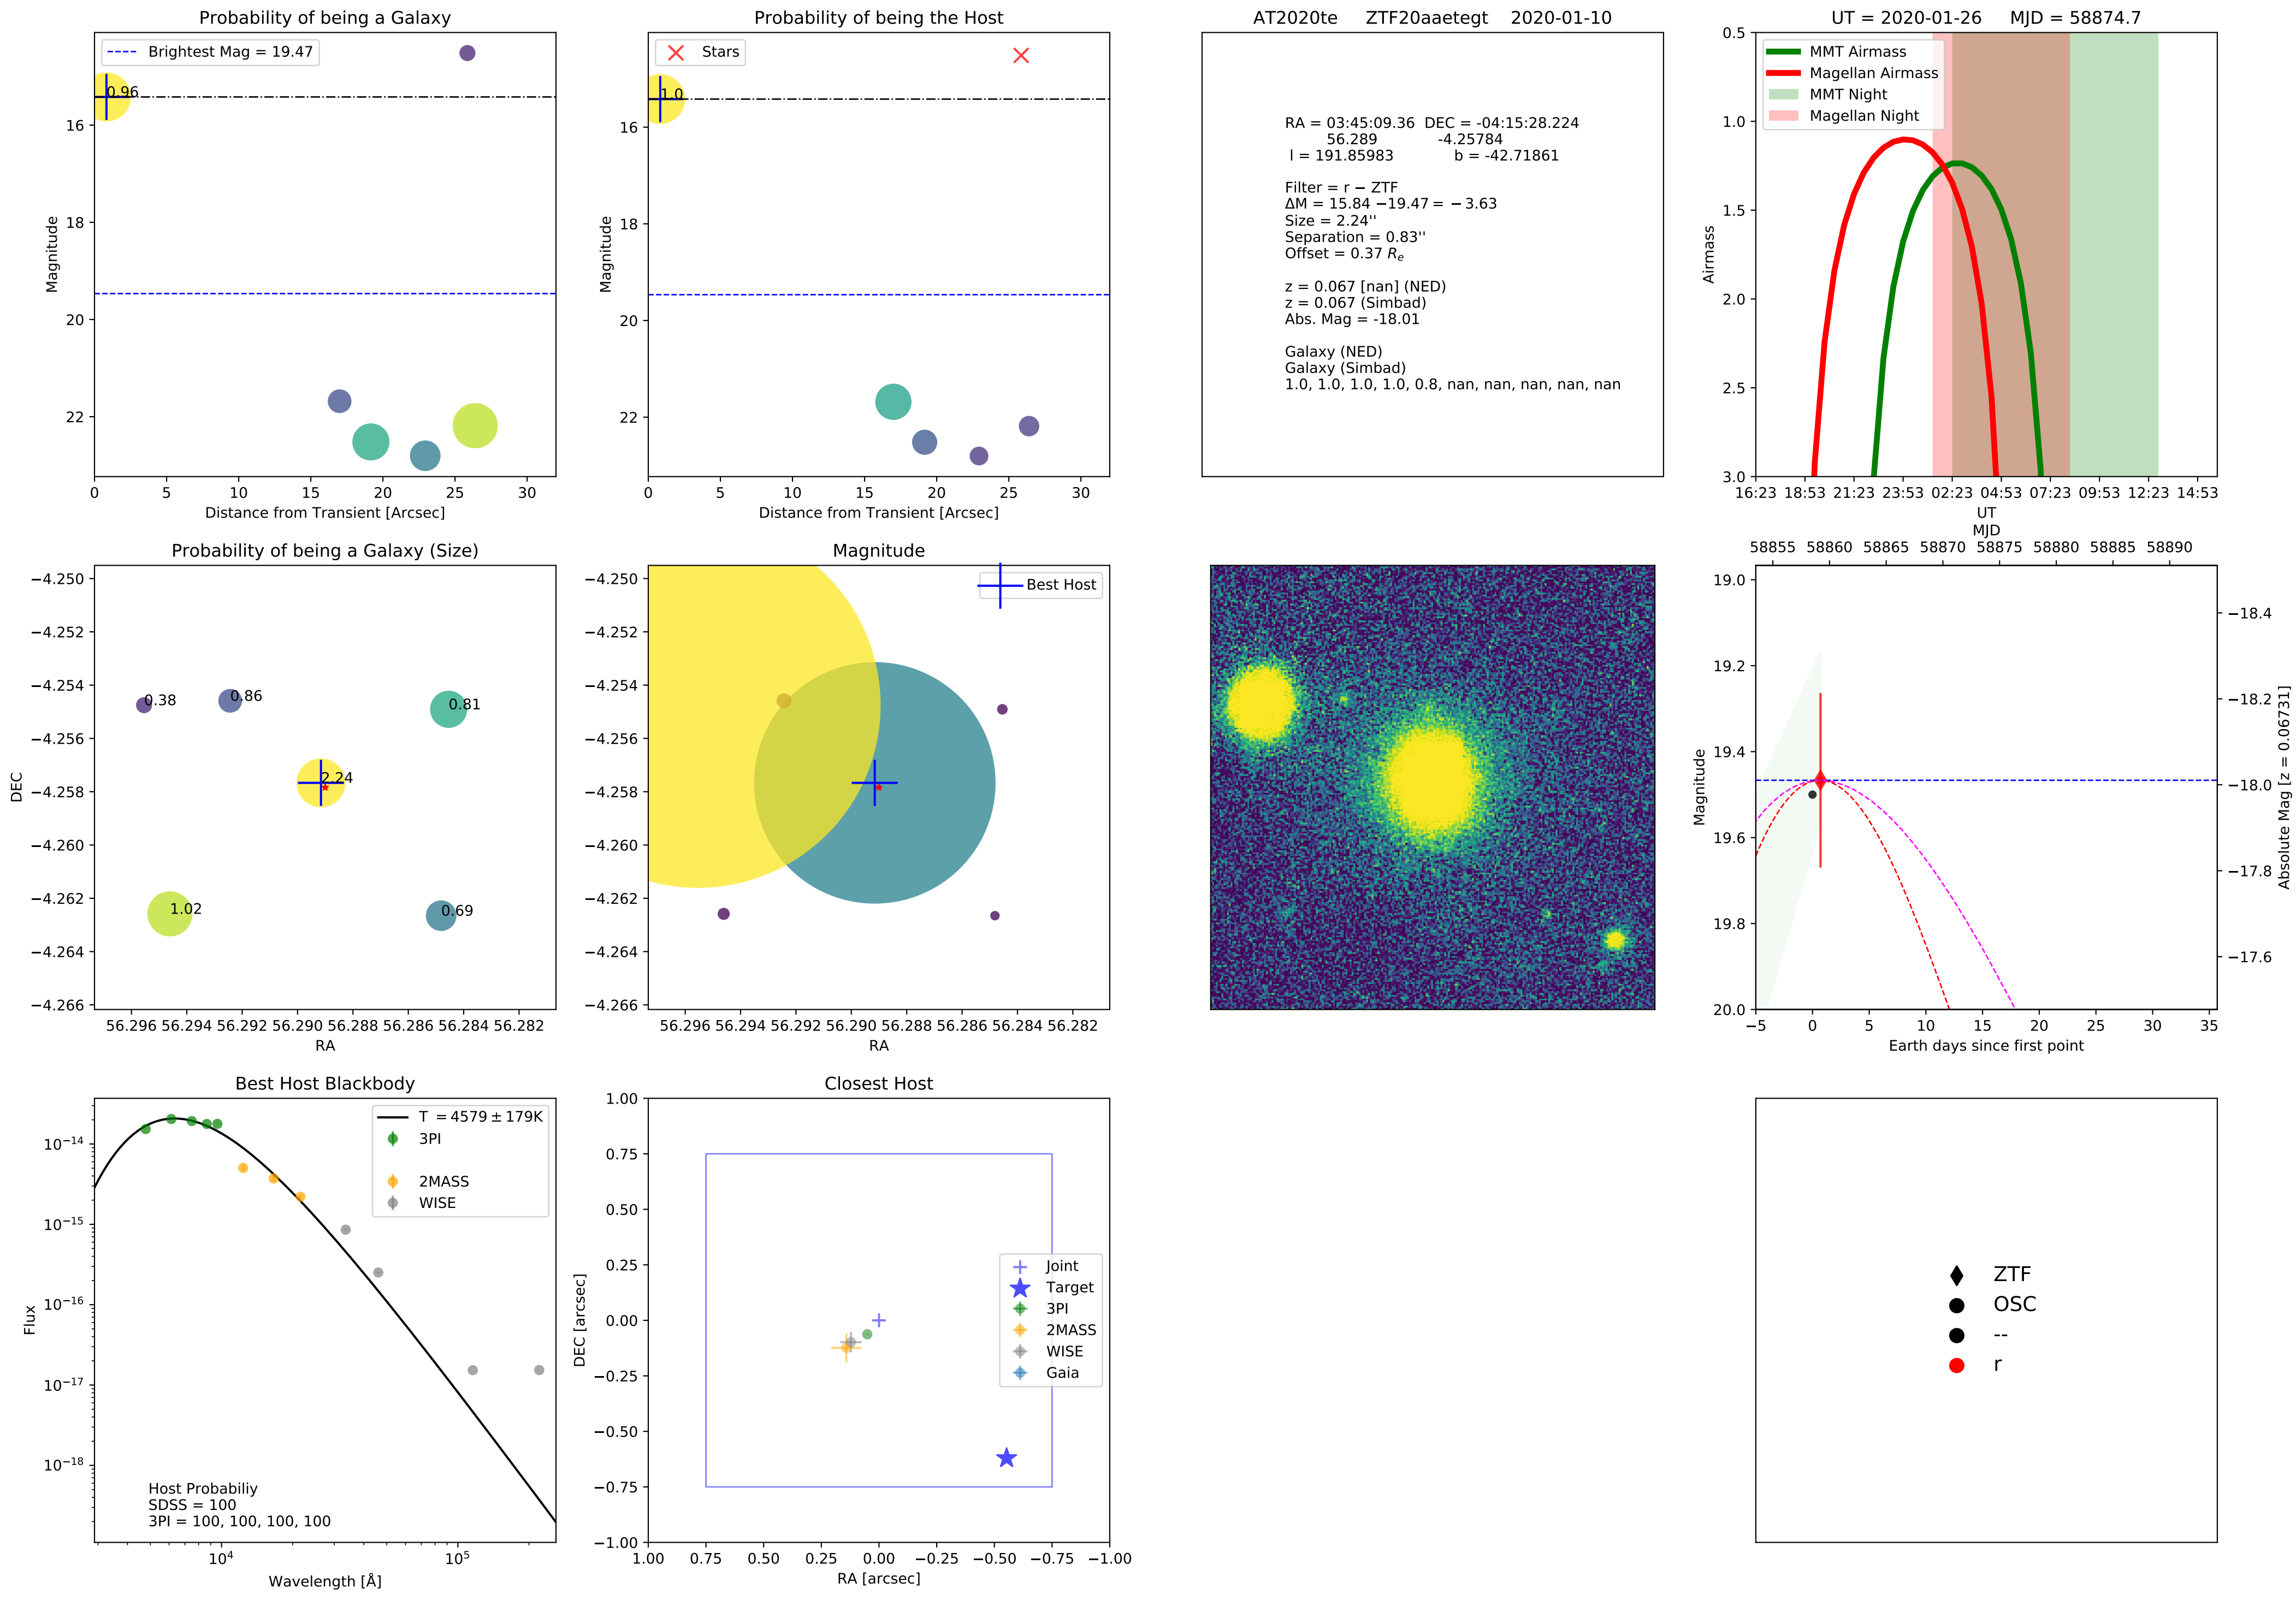 Probability of being a Galaxy
Brightest Mag = 19.47
0.96
16
18
20
22
Magnitude
0 5 10 15 20 25 30
Distance from Transient [Arcsec]
Probability of being the Host
Stars
1.0
16
18
20
22
Magnitude
0 5 10 15 20 25 30
Distance from Transient [Arcsec]
AT2020te ZTF20aaetegt 2020-01-10
RA = 03:45:09.36 DEC = -04:15:28.224
56.289 -4.25784
l = 191.85983 b = -42.71861
Filter = r − ZTF
ΔM = 15.84 −19.47 = −3.63
Size = 2.24''
Separation = 0.83''
Offset = 0.37 Re
z = 0.067 [nan] (NED)
z = 0.067 (Simbad)
Abs. Mag = -18.01
Galaxy (NED)
Galaxy (Simbad)
1.0, 1.0, 1.0, 1.0, 0.8, nan, nan, nan, nan, nan
UT = 2020-01-26 MJD = 58874.7
MMT Airmass
Magellan Airmass
MMT Night
Magellan Night
0.5
1.0
1.5
2.0
2.5
3.0
Airmass
16:23 18:53 21:23 23:53 02:23 04:53 07:23 09:53 12:23 14:53
UT
Probability of being a Galaxy (Size)
−4.250
−4.252
−4.254
−4.256
−4.258
−4.260
−4.262
−4.264
−4.266
DEC
0.38
0.86
0.81
2.24
1.02
0.69
56.296 56.294 56.292 56.290 56.288 56.286 56.284 56.282
RA
Magnitude
Best Host
−4.250
−4.252
−4.254
−4.256
−4.258
−4.260
−4.262
−4.264
−4.266
56.296 56.294 56.292 56.290 56.288 56.286 56.284 56.282
RA
MJD
58855 58860 58865 58870 58875 58880 58885 58890
19.0
19.2
19.4
19.6
19.8
20.0
Magnitude
−18.4
−18.2
−18.0
−17.8
−17.6
Absolute Mag [z = 0.06731]
−5 0 5 10 15 20 25 30 35
Earth days since first point
Best Host Blackbody
T = 4579 ± 179K
3PI
2MASS
WISE
10−14
10−15
10−16
10−17
10−18
Flux
Host Probabiliy
SDSS = 100
3PI = 100, 100, 100, 100
104 105
Wavelength [Å]
Closest Host
1.00
0.75
0.50
0.25
0.00
−0.25
−0.50
−0.75
−1.00
DEC [arcsec]
Joint
Target
3PI
2MASS
WISE
Gaia
1.00 0.75 0.50 0.25 0.00 −0.25 −0.50 −0.75 −1.00
RA [arcsec]
ZTF
OSC
--
r